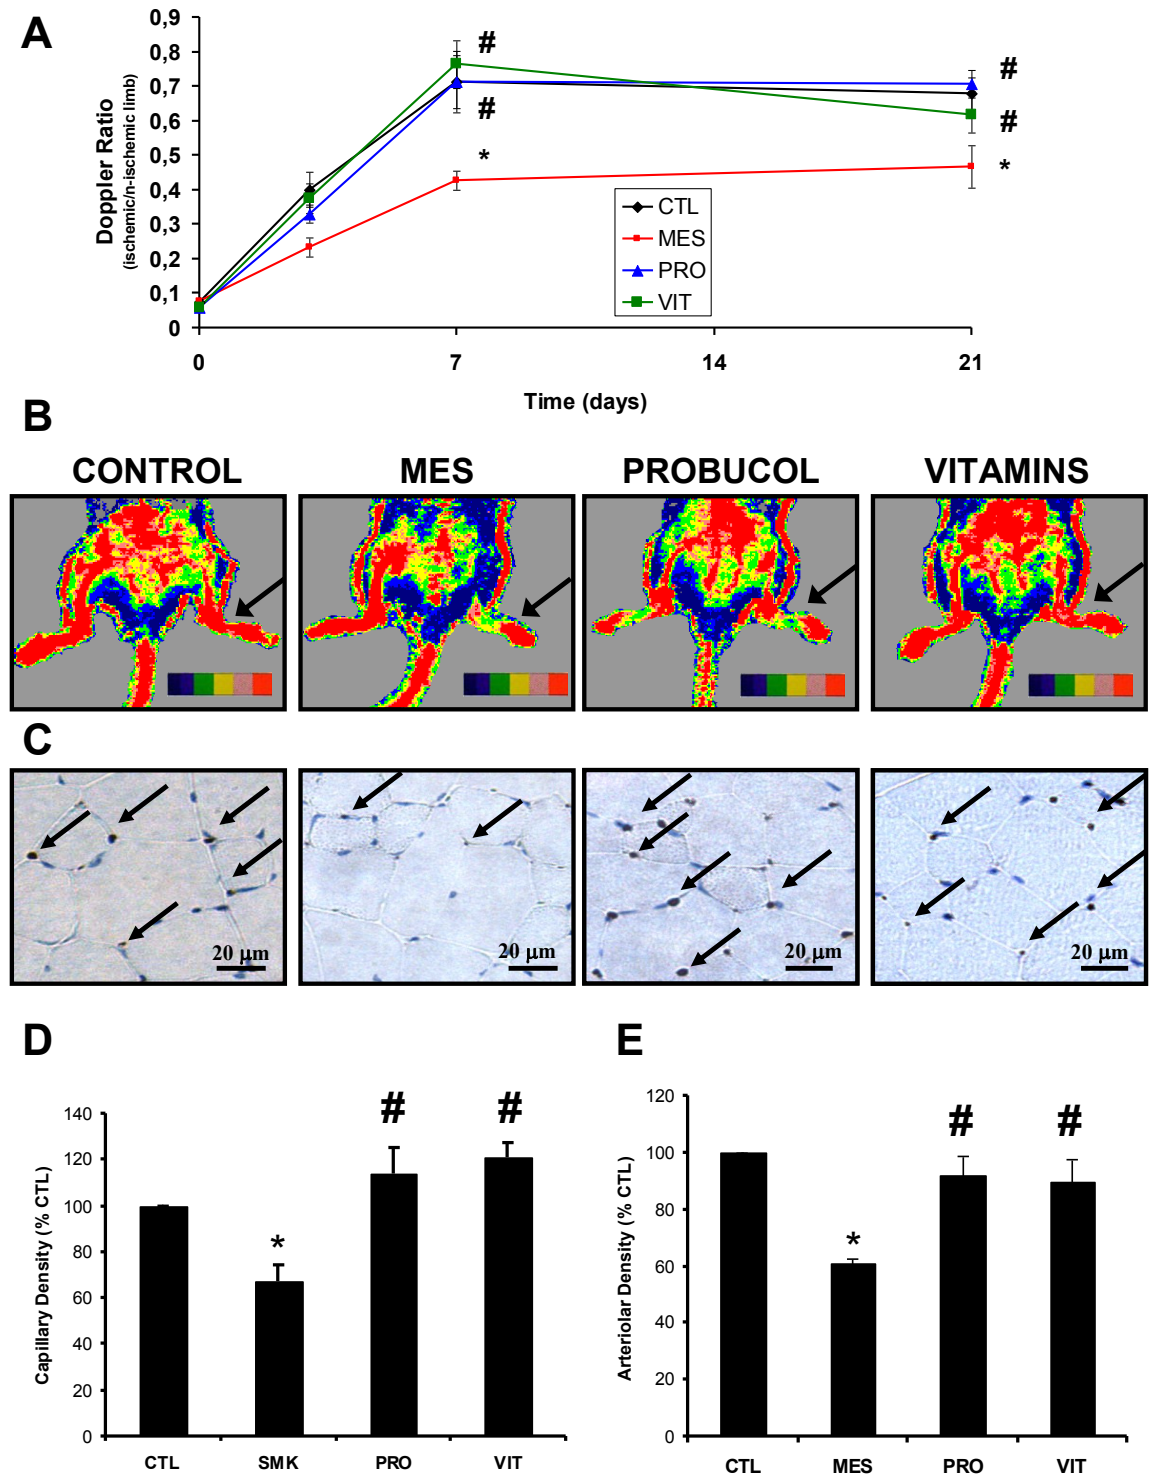 A
0,9
0,8
0,7
0,6
0,5
0,4
0,3
0,2
0,1
0
Doppler Ratio
(ischemic/n-ischemic limb)
#
#
*
#
#
*
CTL
MES
PRO
VIT
0 7 14 21
Time (days)
B
CONTROL MES PROBUCOL VITAMINS
C
20 μm 20 μm 20 μm 20 μm
D
Capillary Density (% CTL)
140
120
100
80
60
40
20
0
* # #
CTL SMK PRO VIT
E
Arteriolar Density (% CTL)
120
100
80
60
40
20
0
* # #
CTL MES PRO VIT